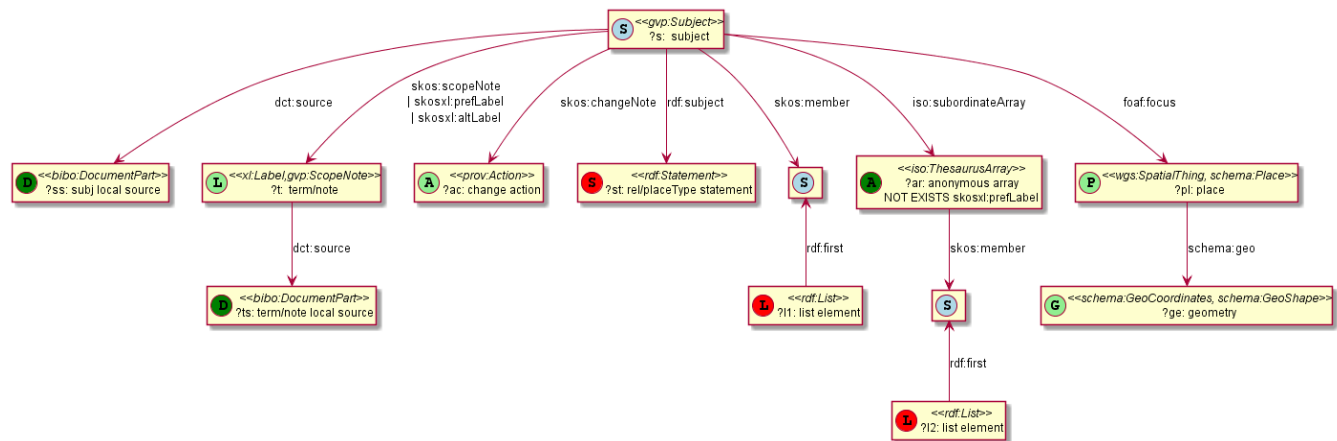 S
<<gvp:Subject>>
?s: subject
dct:source
skos:scopeNote
| skosxl:prefLabel
| skosxl:altLabel
skos:changeNote
rdf:subject
skos:member
iso:subordinateArray
foaf:focus
D
<<bibo:DocumentPart>>
?ss: subj local source
L
<<xl:Label,gvp:ScopeNote>>
?t: term/note
A
<<prov:Action>>
?ac: change action
S
<<rdf:Statement>>
?st: rel/placeType statement
S
A
<<iso:ThesaurusArray>>
?ar: anonymous array
NOT EXISTS skosxl:prefLabel
P
<<wgs:SpatialThing, schema:Place>>
?pl: place
dct:source
rdf:first
skos:member
schema:geo
D
<<bibo:DocumentPart>>
?ts: term/note local source
L
<<rdf:List>>
?l1: list element
S
G
<<schema:GeoCoordinates, schema:GeoShape>>
?ge: geometry
rdf:first
L
<<rdf:List>>
?l2: list element